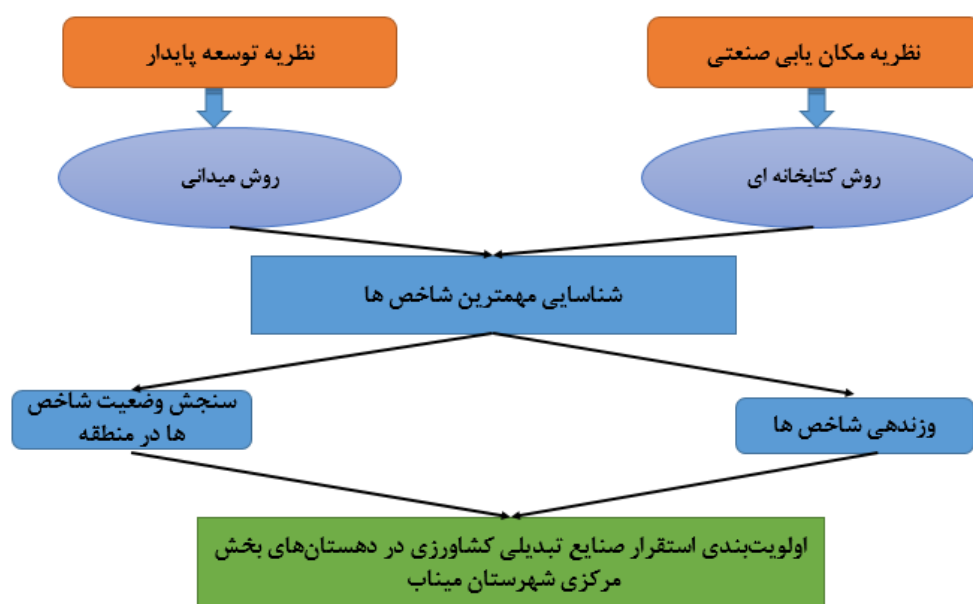 نظریه مکان یابی صنعتی
نظریه توسعه پایدار
روش کتابخانه ای
روش میدانی
شناسایی مهمترین شاخص ها
وزندهی شاخص ها
سنجش وضعیت شاخص
ها در منطقه
اولویت‌بندی استقرار صنایع تبدیلی کشاورزی در دهستان‌های بخش
مرکزی شهرستان میناب